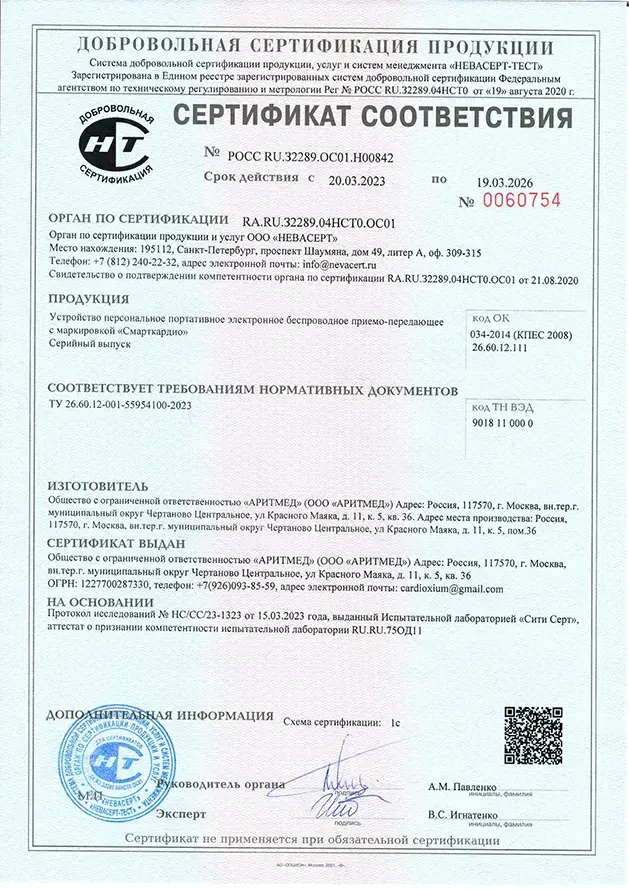 ДОБРОВОЛЬНАЯ СЕРТИФИКАЦИЯ ПРОДУКЦИИ
Система добровольной сертификации продукции, услуг и систем менеджмента «НЕВАСЕРТ-ТЕСТ»
Зарегистрирована в Едином реестре зарегистрированных систем добровольной сертификации Федеральным
агентством по техническому регулированию и метрологии Рег № РОСС RU.32289.04НСТ0 от «19» августа 2020 г.
ДОБРОВОЛЬНАЯ
НТ
СЕРТИФИКАЦИЯ
СЕРТИФИКАТ СООТВЕТСТВИЯ
№ РОСС RU.32289.ОС01.Н00842
Срок действия с 20.03.2023 по 19.03.2026
№ 0060754
ОРГАН ПО СЕРТИФИКАЦИИ RA.RU.32289.04НСТ0.ОС01
Орган по сертификации продукции и услуг ООО «НЕВАСЕРТ»
Место нахождения: 195112, Санкт-Петербург, проспект Шаумяна, дом 49, литер А, оф. 309-315
Телефон: +7 (812) 240-22-32, адрес электронной почты: info@nevacert.ru
Свидетельство о подтверждении компетентности органа по сертификации RA.RU.32289.04НСТ0.ОС01 от 21.08.2020
ПРОДУКЦИЯ
Устройство персональное портативное электронное беспроводное приемо-передающее
с маркировкой «Смарткардио»
Серийный выпуск
код ОК
034-2014 (КПЕС 2008)
26.60.12.111
СООТВЕТСТВУЕТ ТРЕБОВАНИЯМ НОРМАТИВНЫХ ДОКУМЕНТОВ
ТУ 26.60.12-001-55954100-2023
код ТН ВЭД
9018 11 000 0
ИЗГОТОВИТЕЛЬ
Общество с ограниченной ответственностью «АРИТМЕД» (ООО «АРИТМЕД») Адрес: Россия, 117570, г. Москва, вн.тер.г.
муниципальный округ Чертаново Центральное, ул Красного Маяка, д. 11, к. 5, кв. 36. Адрес места производства: Россия,
117570, г. Москва, вн.тер.г. муниципальный округ Чертаново Центральное, ул Красного Маяка, д. 11, к. 5, пом.36
СЕРТИФИКАТ ВЫДАН
Общество с ограниченной ответственностью «АРИТМЕД» (ООО «АРИТМЕД») Адрес: Россия, 117570, г. Москва,
вн.тер.г. муниципальный округ Чертаново Центральное, ул Красного Маяка, д. 11, к. 5, кв. 36
ОГРН: 1227700287330, телефон: +7(926)093-85-59, адрес электронной почты: cardioxium@gmail.com
НА ОСНОВАНИИ
Протокол исследований № НС/СС/23-1323 от 15.03.2023 года, выданный Испытательной лабораторией «Сити Серт»,
аттестат о признании компетентности испытательной лаборатории RU.RU.75ОД11
ДОПОЛНИТЕЛЬНАЯ ИНФОРМАЦИЯ Схема сертификации: 1с
НТ
«НЕВАСЕРТ»
«НЕВАСЕРТ-ТЕСТ»
М.П.
Руководитель органа
подпись
А.М. Павленко
инициалы, фамилия
Эксперт
подпись
В.С. Игнатенко
инициалы, фамилия
Сертификат не применяется при обязательной сертификации